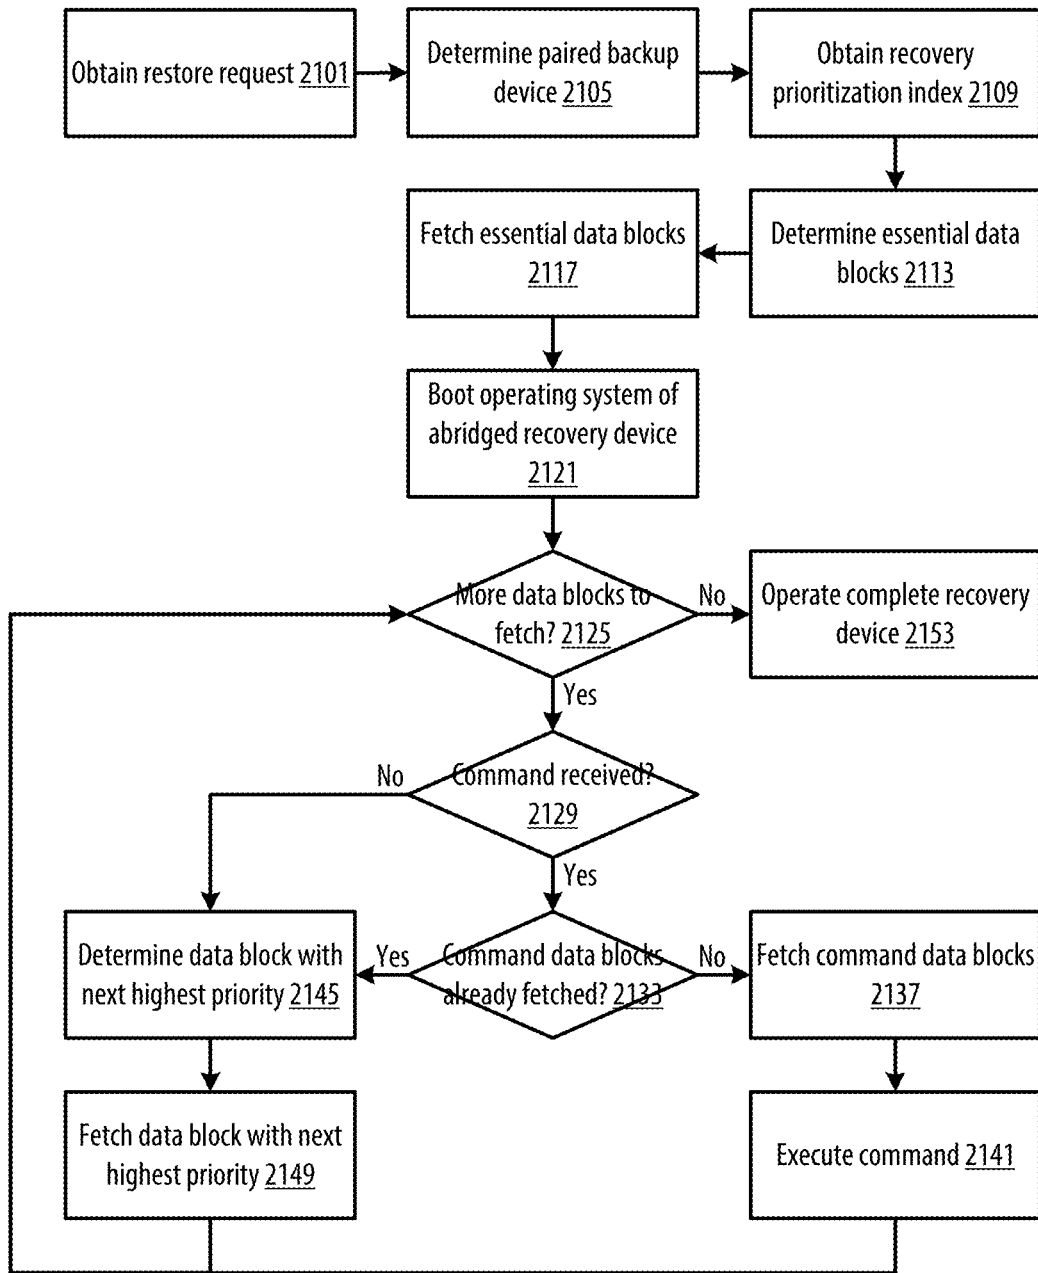 Obtain restore request 2101
Determine paired backup
device 2105
Obtain recovery
prioritization index 2109
Fetch essential data blocks
2117
Determine essential data
blocks 2113
Boot operating system of
abridged recovery device
2121
More data blocks to
fetch? 2125
No
Operate complete recovery
device 2153
Yes
Command received?
2129
No
Yes
Determine data block with
next highest priority 2145
Yes
Command data blocks
already fetched? 2133
No
Fetch command data blocks
2137
Fetch data block with next
highest priority 2149
Execute command 2141